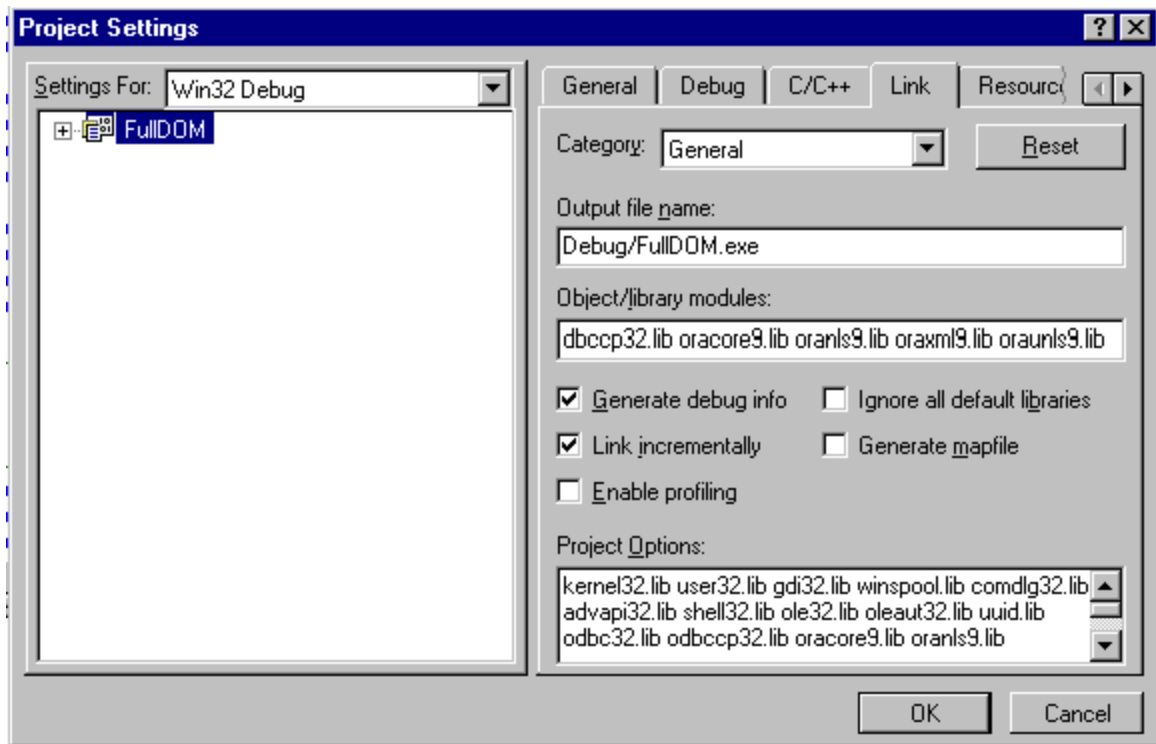 Project Settings
Settings For: Win32 Debug
FullDOM
General Debug C/C++ Link
Category: General Reset
Output file name:
Debug/FullDOM.exe
Object/library modules:
dbccp32.lib oracore9.lib oranls9.lib oraxml9.lib oraunls9.lib
Generate debug info Ignore all default libraries
Link incrementally Generate mapfile
Enable profiling
Project Options:
kernel32.lib user32.lib gdi32.lib winspool.lib comdlg32.lib
advapi32.lib shell32.lib ole32.lib oleaut32.lib uuid.lib
odbc32.lib odbccp32.lib oracore9.lib oranls9.lib
OK Cancel